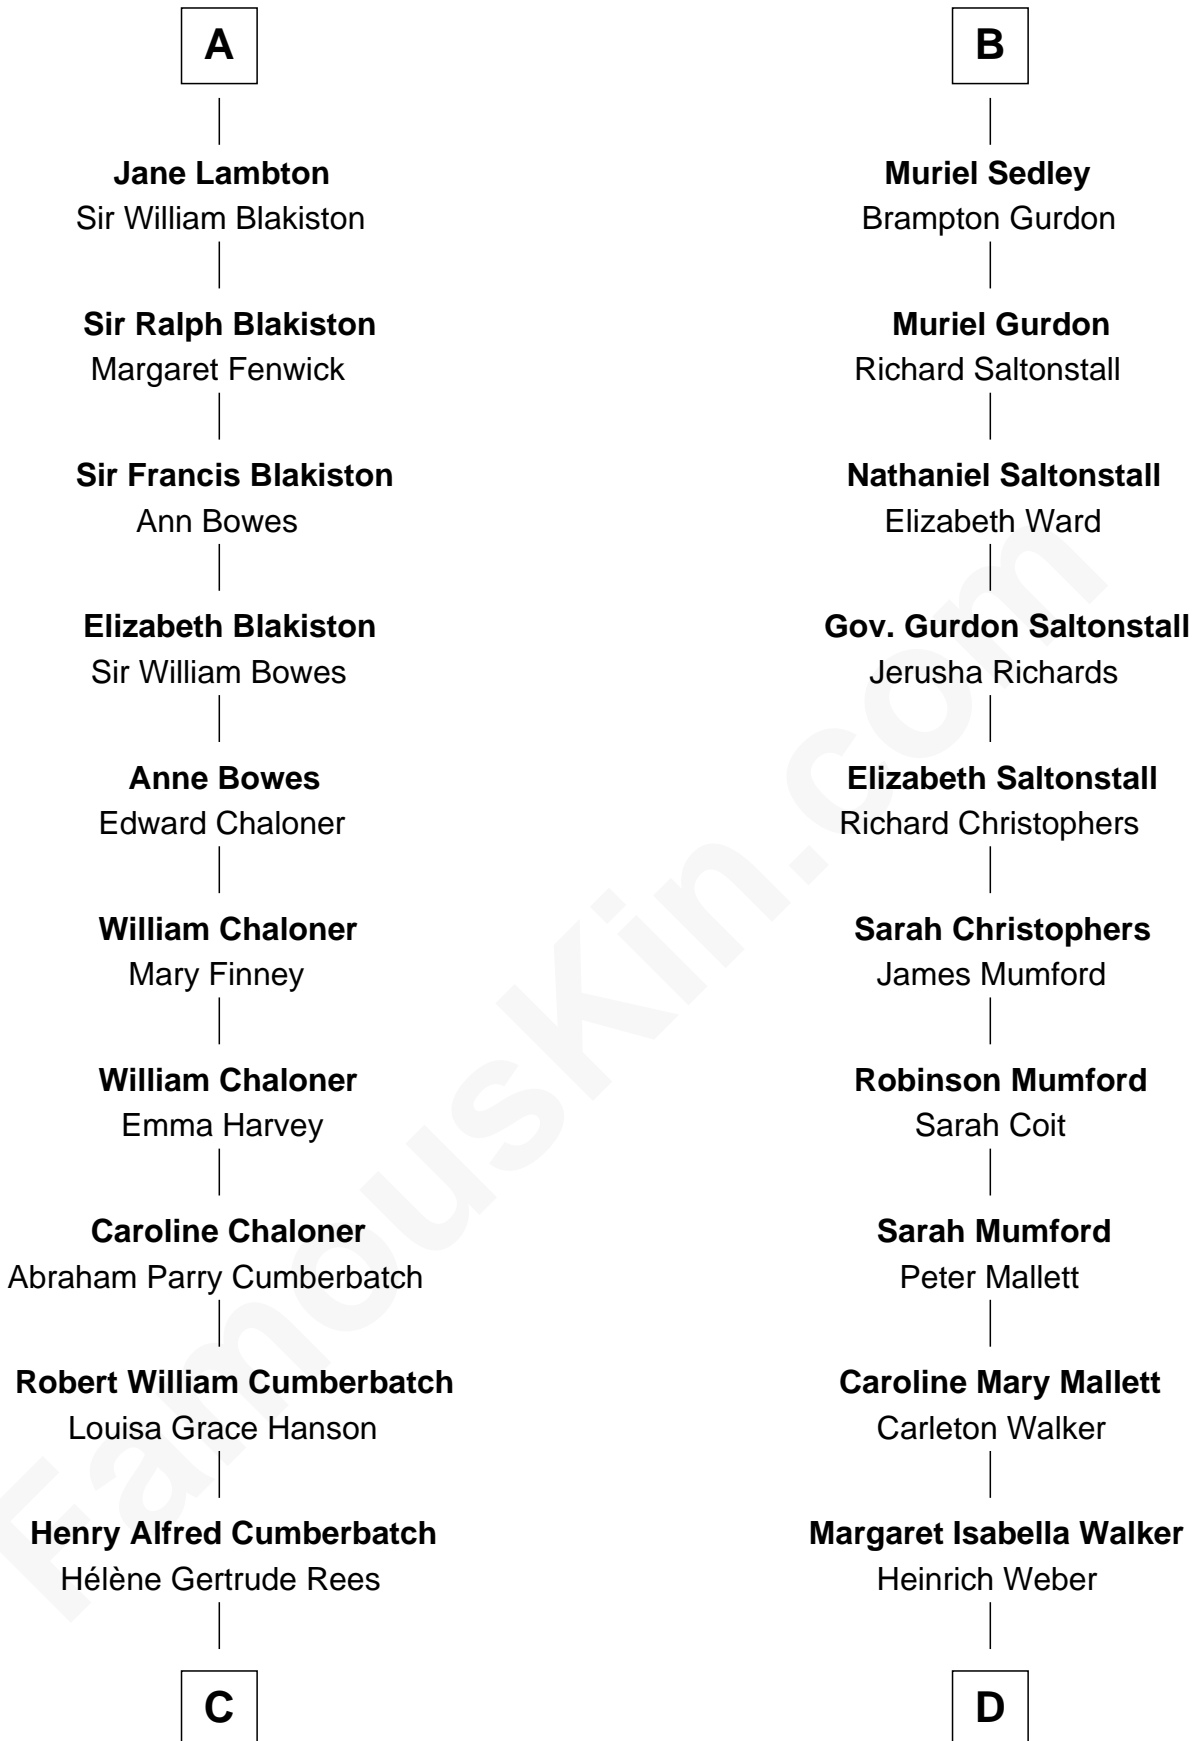 A
Jane Lambton
Sir William Blakiston
Sir Ralph Blakiston
Margaret Fenwick
Sir Francis Blakiston
Ann Bowes
Elizabeth Blakiston
Sir William Bowes
Anne Bowes
Edward Chaloner
William Chaloner
Mary Finney
William Chaloner
Emma Harvey
Caroline Chaloner
Abraham Parry Cumberbatch
Robert William Cumberbatch
Louisa Grace Hanson
Henry Alfred Cumberbatch
Hélène Gertrude Rees
C
B
Muriel Sedley
Brampton Gurdon
Muriel Gurdon
Richard Saltonstall
Nathaniel Saltonstall
Elizabeth Ward
Gov. Gurdon Saltonstall
Jerusha Richards
Elizabeth Saltonstall
Richard Christophers
Sarah Christophers
James Mumford
Robinson Mumford
Sarah Coit
Sarah Mumford
Peter Mallett
Caroline Mary Mallett
Carleton Walker
Margaret Isabella Walker
Heinrich Weber
D
FamousKin.com